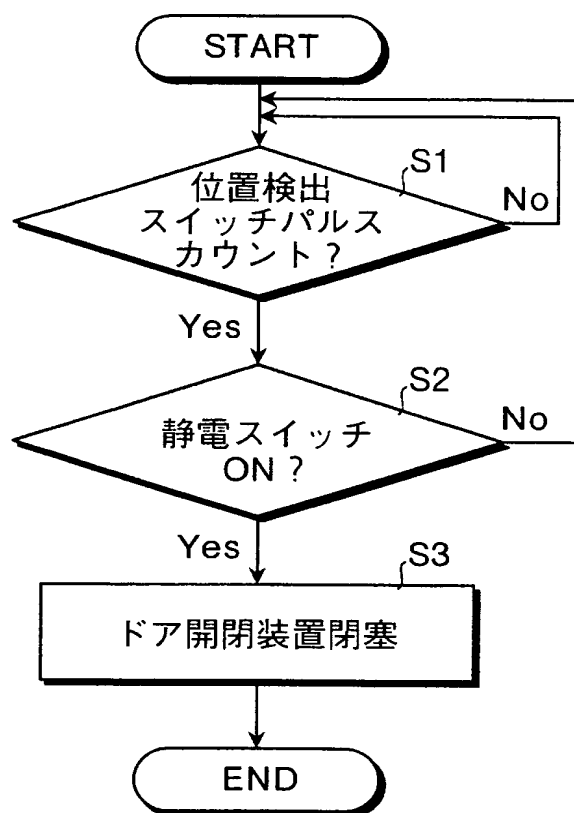 START
S1
位置検出
スイッチパルス
カウント？
No
Yes
S2
静電スイッチ
ON？
No
Yes
S3
ドア開閉装置閉塞
END